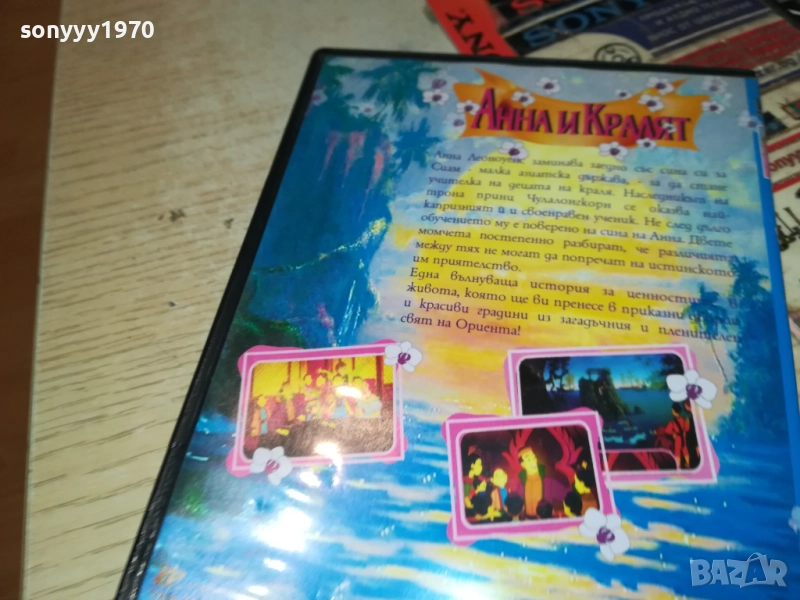 sonyyy1970
SONY
Анна и Кралят
Анна Леоноуенс заминава заедно със сина си за
Сиам - малка азиатска държава - за да стане
учителка на децата на краля. Наследникът на
трона принц Чулалонгкорн се оказва най-
капризният й и своенравен ученик. Не след дълго
обучението му е поверено на сина на Анна. Двете
момчета постепенно разбират, че различията
между тях не могат да попречат на истинското
им приятелство.
Една вълнуваща история за ценностите в
живота, която ще ви пренесе в приказни
и красиви градини из загадъчния и пленителен
свят на Ориента!
BAZAR